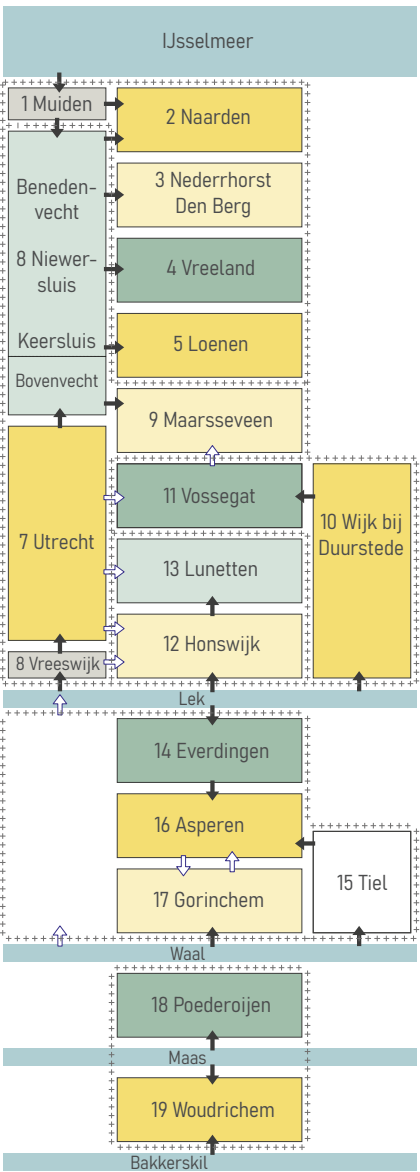 IJsselmeer
1 Muiden
2 Naarden
3 Nederrhorst
Den Berg
Beneden-
vecht
8 Niewer-
sluis
4 Vreeland
Keersluis
5 Loenen
Bovenvecht
9 Maarsseveen
11 Vossegat
10 Wijk bij
Duurstede
7 Utrecht
13 Lunetten
12 Honswijk
8 Vreeswijk
Lek
14 Everdingen
16 Asperen
15 Tiel
17 Gorinchem
Waal
18 Poederoijen
Maas
19 Woudrichem
Bakkerskil